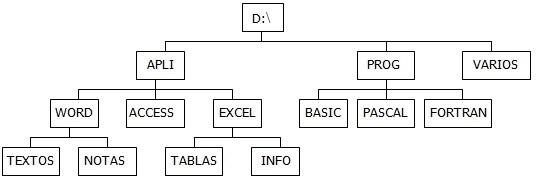 D:\
APLI PROG VARIOS
WORD ACCESS EXCEL BASIC PASCAL FORTRAN
TEXTOS NOTAS TABLAS INFO